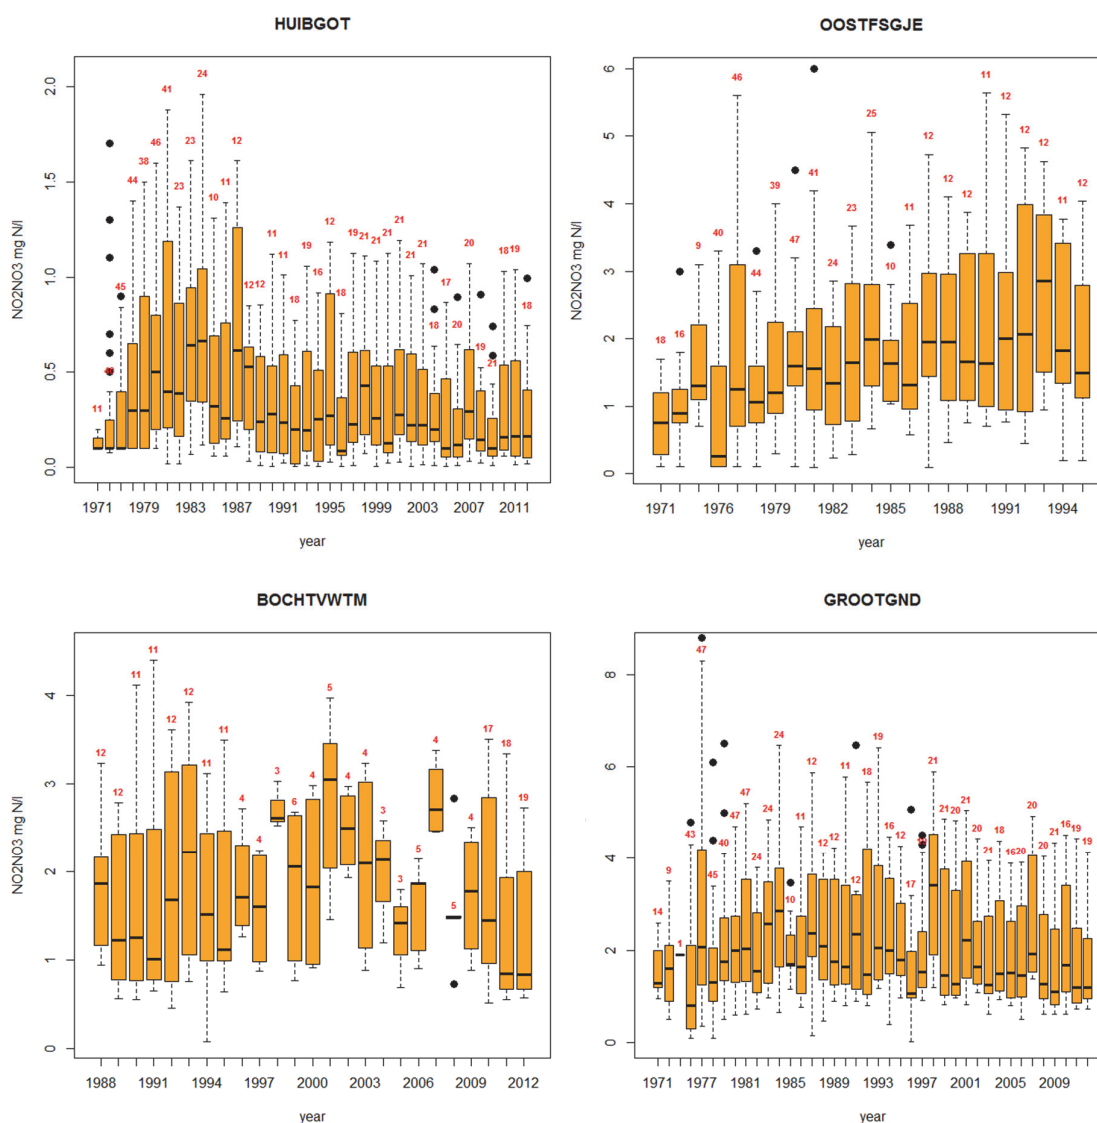 HUIBGOT
NO2NO3 mg N/l
2.0
1.5
1.0
0.5
0.0
11 45 44 38 46 41 23 23 24 10 11 12 12 12 11 11 18 19 16 12 18 19 21 21 21 21 21 21 18 17 20 20 19 21 18 19 18
1971 1979 1983 1987 1991 1995 1999 2003 2007 2011
year
OOSTFSGJE
NO2NO3 mg N/l
6
5
4
3
2
1
0
18 16 9 40 46 44 39 47 41 24 23 25 10 11 12 12 12 11 12 12 12 11 12
1971 1976 1979 1982 1985 1988 1991 1994
year
BOCHTVWTM
NO2NO3 mg N/l
4
3
2
1
0
12 12 11 11 12 12 11 11 4 4 3 6 4 5 4 4 3 3 5 4 5 4 17 18 19
1988 1991 1994 1997 2000 2003 2006 2009 2012
year
GROOTGND
NO2NO3 mg N/l
8
6
4
2
0
14 9 1 43 47 45 40 47 47 24 24 24 10 11 12 12 12 11 12 18 19 16 12 17 21 21 20 21 20 21 18 16 20 20 20 21 16 19 19
1971 1977 1981 1985 1989 1993 1997 2001 2005 2009
year